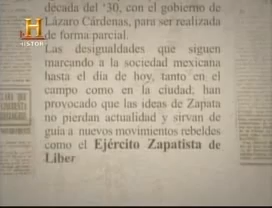 década del '30, con el gobierno de
Lázaro Cárdenas, para ser realizada
de forma parcial.
Las desigualdades que siguen
marcando a la sociedad mexicana
hasta el día de hoy, tanto en el
campo como en la ciudad, han
provocado que las ideas de Zapata
no pierdan actualidad y sirvan de
guía a nuevos movimientos rebeldes
como el Ejército Zapatista de
Liber
H
HISTORY